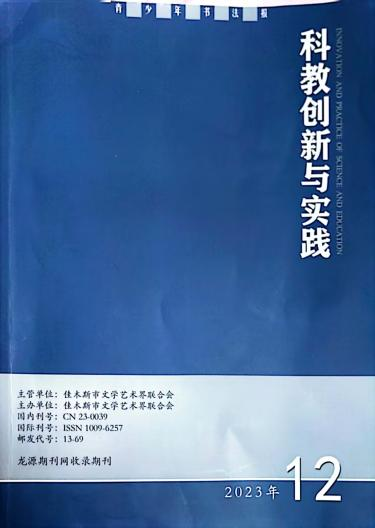 青少年书法报
科教创新与实践
INNOVATION AND PRACTICE OF SCIENCE AND EDUCATION
主管单位：佳木斯市文学艺术界联合会
主办单位：佳木斯市文学艺术界联合会
国内刊号：CN 23-0039
国际刊号：ISSN 1009-6257
邮发代号：13-69
龙源期刊网收录期刊
2023年 12